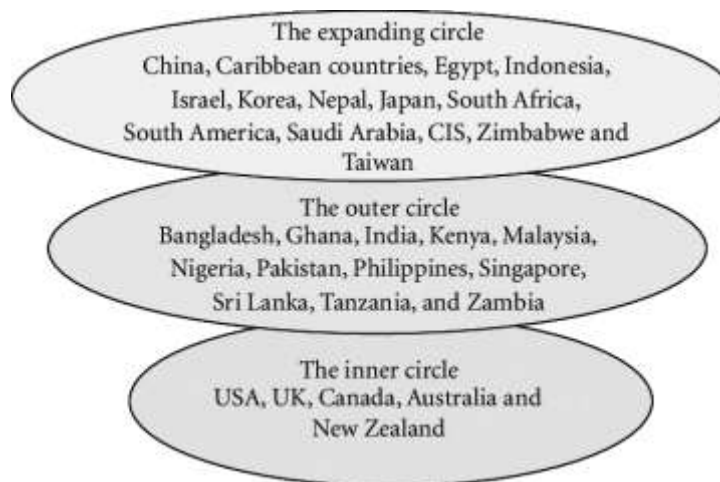 The expanding circle
China, Caribbean countries, Egypt, Indonesia,
Israel, Korea, Nepal, Japan, South Africa,
South America, Saudi Arabia, CIS, Zimbabwe and
Taiwan
The outer circle
Bangladesh, Ghana, India, Kenya, Malaysia,
Nigeria, Pakistan, Philippines, Singapore,
Sri Lanka, Tanzania, and Zambia
The inner circle
USA, UK, Canada, Australia and
New Zealand